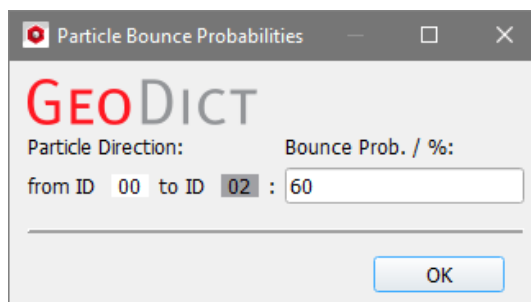 Particle Bounce Probabilities
GEODICT
Particle Direction: Bounce Prob. / %:
from ID 00 to ID 02 : 60
OK